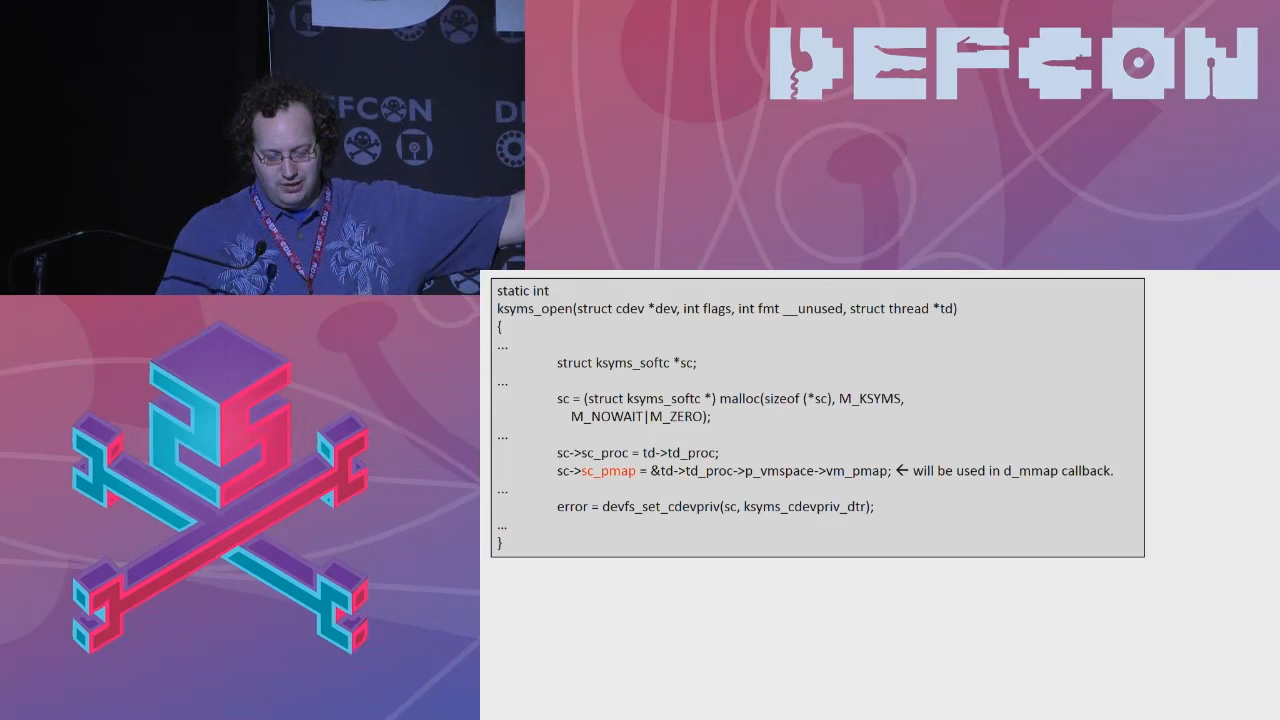 DEFCON
DEFCON
DE
static int
ksyms_open(struct cdev *dev, int flags, int fmt __unused, struct thread *td)
{
...
struct ksyms_softc *sc;
...
sc = (struct ksyms_softc *) malloc(sizeof (*sc), M_KSYMS,
M_NOWAIT|M_ZERO);
...
sc->sc_proc = td->td_proc;
sc->sc_pmap = &td->td_proc->p_vmspace->vm_pmap; ← will be used in d_mmap callback.
...
error = devfs_set_cdevpriv(sc, ksyms_cdevpriv_dtr);
...
}